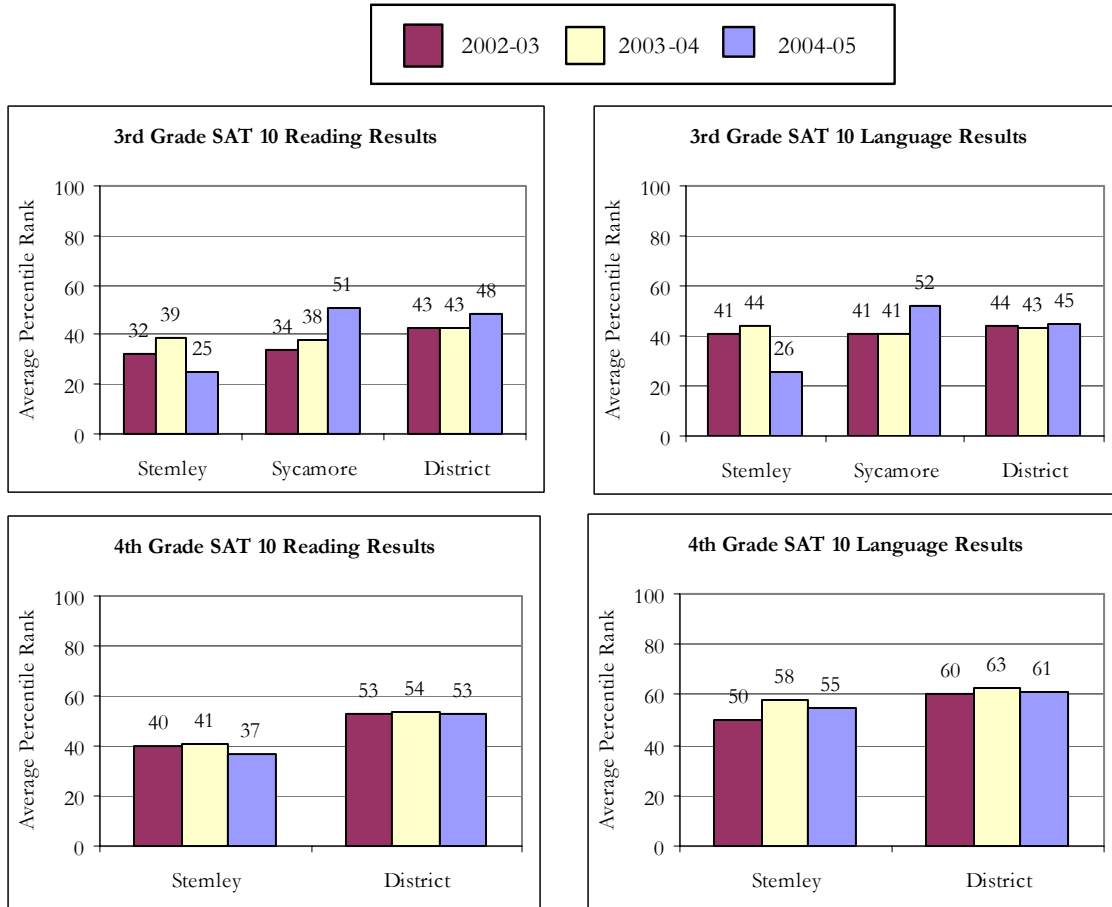 2002-03 2003-04 2004-05
3rd Grade SAT 10 Reading Results
Average Percentile Rank
100
80
60
40
20
0
32 39 25 34 38 51 43 43 48
Stemley Sycamore District
3rd Grade SAT 10 Language Results
Average Percentile Rank
100
80
60
40
20
0
41 44 26 41 41 52 44 43 45
Stemley Sycamore District
4th Grade SAT 10 Reading Results
Average Percentile Rank
100
80
60
40
20
0
40 41 37 53 54 53
Stemley District
4th Grade SAT 10 Language Results
Average Percentile Rank
100
80
60
40
20
0
50 58 55 60 63 61
Stemley District